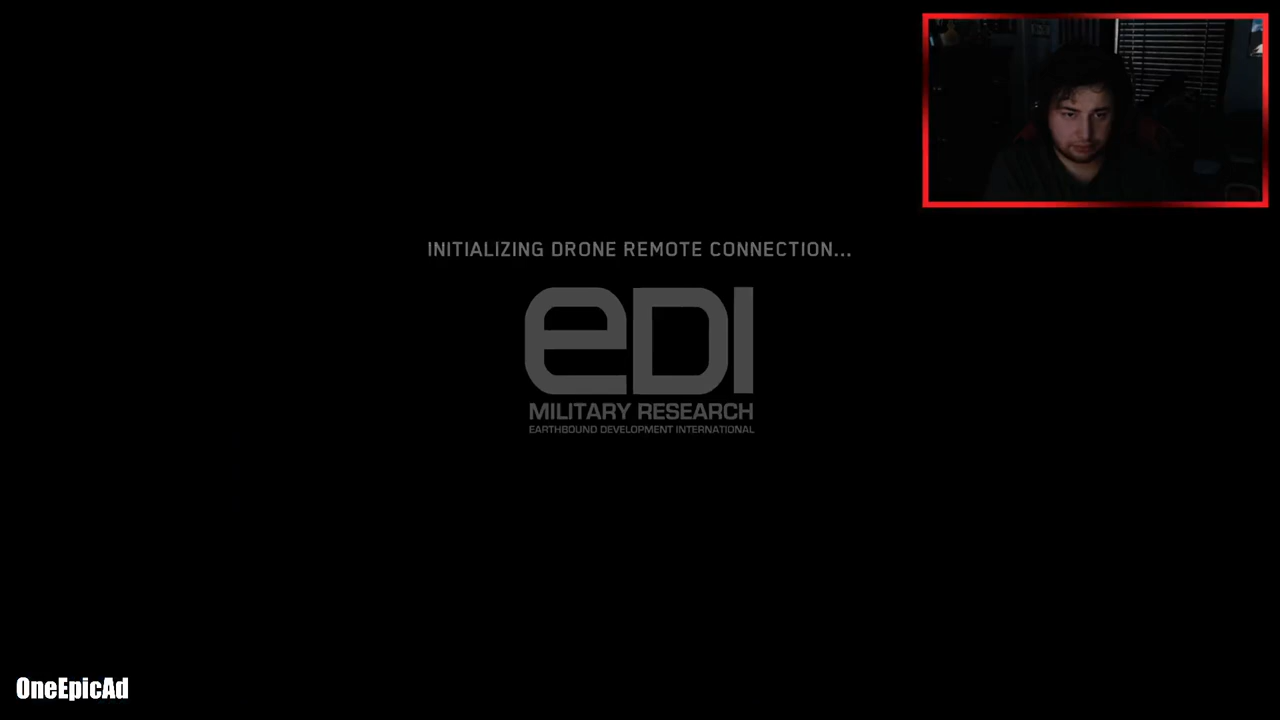 INITIALIZING DRONE REMOTE CONNECTION...
eDI
MILITARY RESEARCH
EARTHBOUND DEVELOPMENT INTERNATIONAL
OneEpicAd